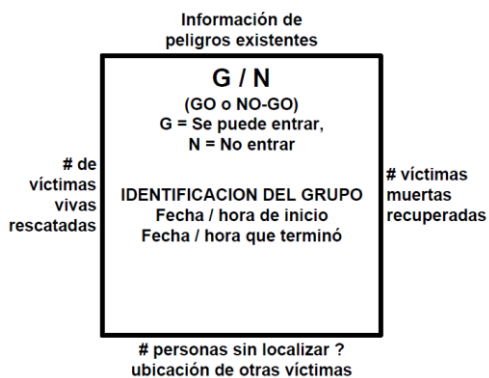 Información de
peligros existentes
G / N
(GO o NO-GO)
G = Se puede entrar,
N = No entrar
# de
víctimas
vivas
rescatadas
IDENTIFICACION DEL GRUPO
Fecha / hora de inicio
Fecha / hora que terminó
# víctimas
muertas
recuperadas
# personas sin localizar ?
ubicación de otras víctimas